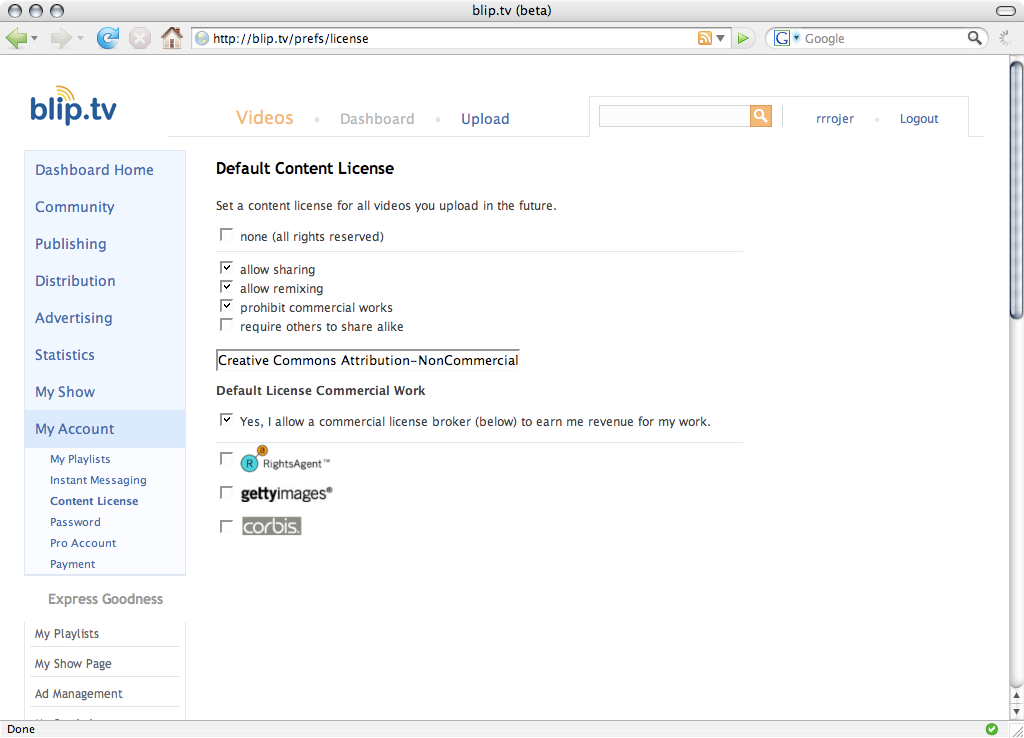 blip.tv (beta)
http://blip.tv/prefs/license
G Google
blip.tv
Videos Dashboard Upload
rrrojer Logout
Dashboard Home
Community
Publishing
Distribution
Advertising
Statistics
My Show
My Account
My Playlists
Instant Messaging
Content License
Password
Pro Account
Payment
Express Goodness
My Playlists
My Show Page
Ad Management
Default Content License
Set a content license for all videos you upload in the future.
none (all rights reserved)
allow sharing
allow remixing
prohibit commercial works
require others to share alike
Creative Commons Attribution-NonCommercial
Default License Commercial Work
Yes, I allow a commercial license broker (below) to earn me revenue for my work.
R a RightsAgent™
gettyimages®
corbis.
Done